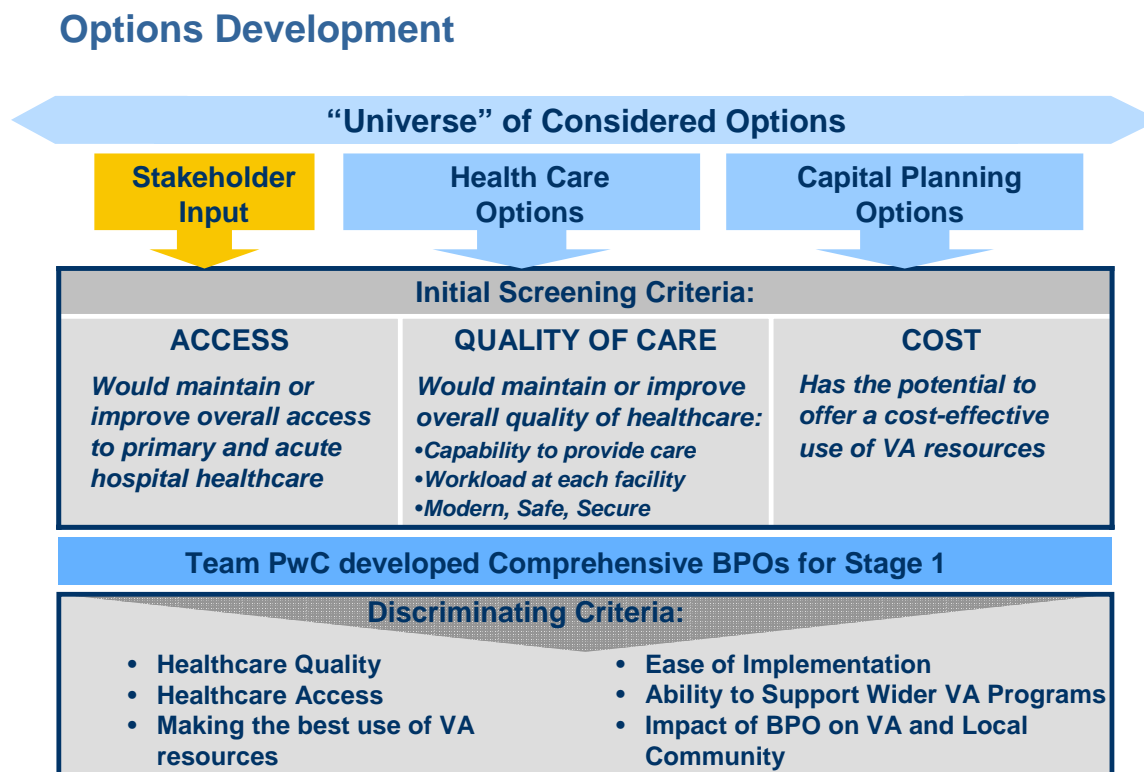 Options Development
“Universe” of Considered Options
Stakeholder
Input
Health Care
Options
Capital Planning
Options
Initial Screening Criteria:
ACCESS
Would maintain or
improve overall access
to primary and acute
hospital healthcare
QUALITY OF CARE
Would maintain or improve
overall quality of healthcare:
•Capability to provide care
•Workload at each facility
•Modern, Safe, Secure
COST
Has the potential to
offer a cost-effective
use of VA resources
Team PwC developed Comprehensive BPOs for Stage 1
Discriminating Criteria:
• Healthcare Quality
• Healthcare Access
• Making the best use of VA
resources
• Ease of Implementation
• Ability to Support Wider VA Programs
• Impact of BPO on VA and Local
Community